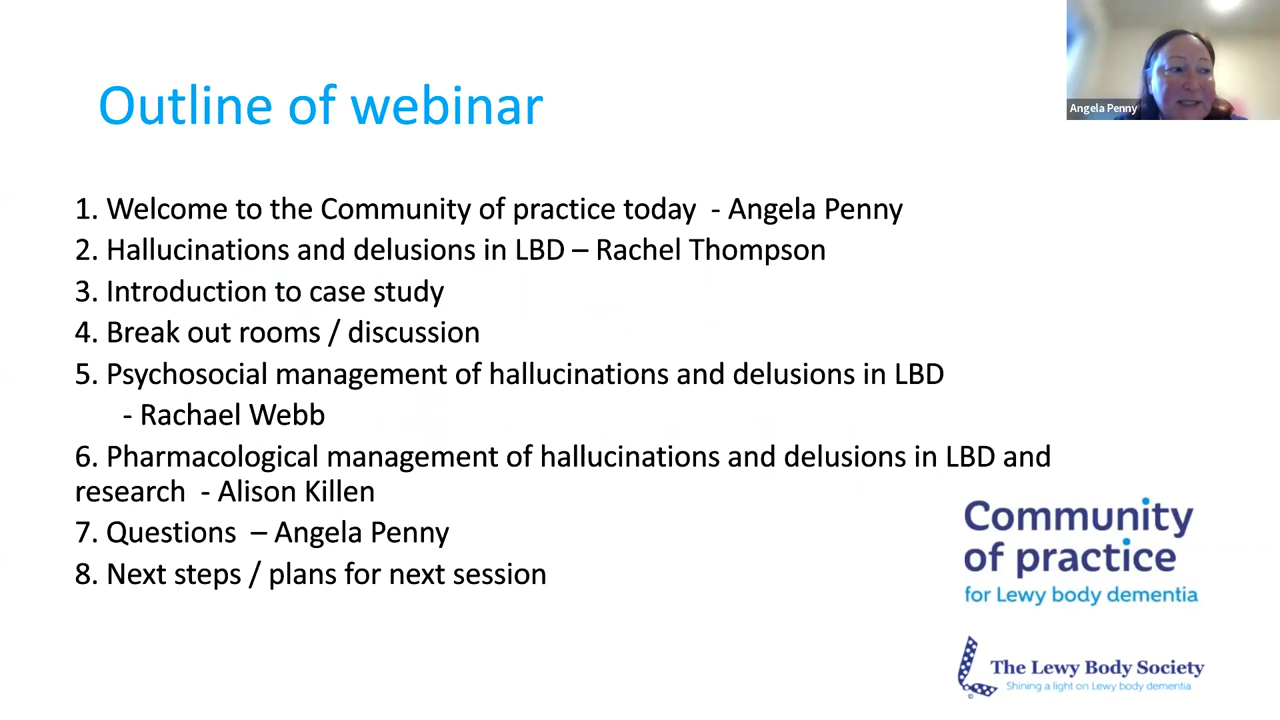 Outline of webinar
Angela Penny
1. Welcome to the Community of practice today - Angela Penny
2. Hallucinations and delusions in LBD – Rachel Thompson
3. Introduction to case study
4. Break out rooms / discussion
5. Psychosocial management of hallucinations and delusions in LBD
- Rachael Webb
6. Pharmacological management of hallucinations and delusions in LBD and
research - Alison Killen
7. Questions – Angela Penny
8. Next steps / plans for next session
Community
of practice
for Lewy body dementia
The Lewy Body Society
Shining a light on Lewy body dementia
©